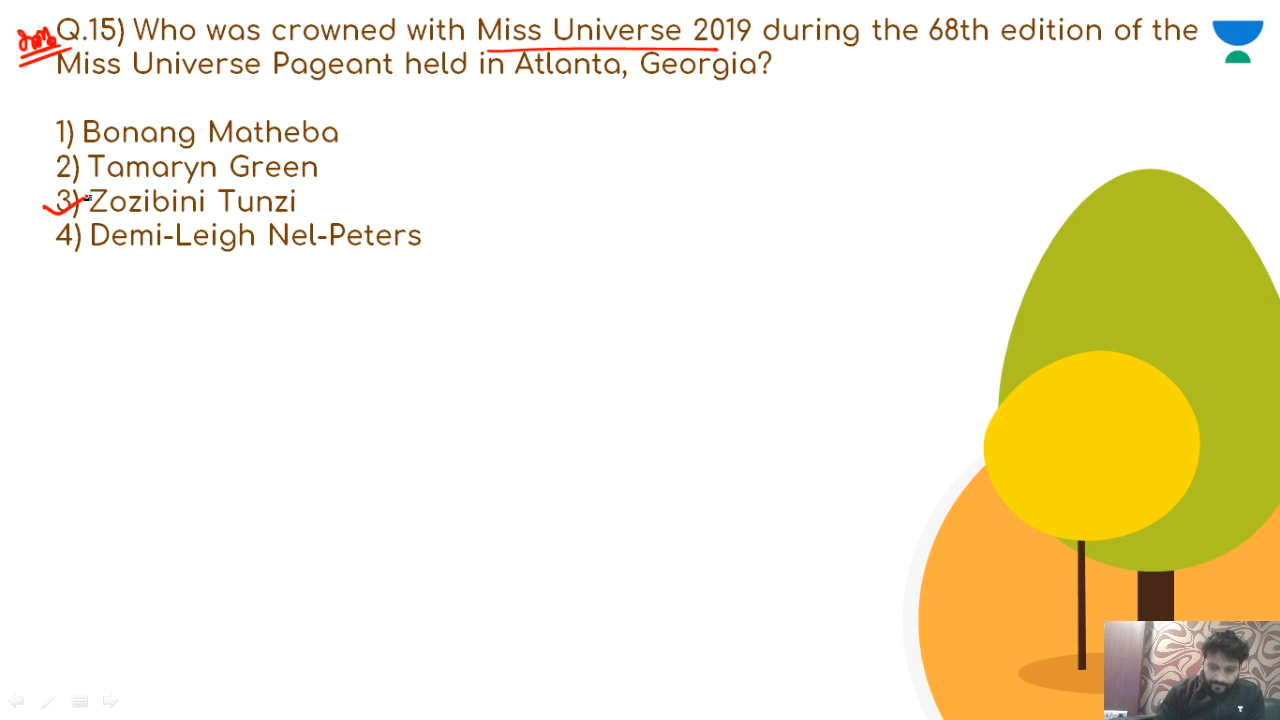 Q.15) Who was crowned with Miss Universe 2019 during the 68th edition of the
Miss Universe Pageant held in Atlanta, Georgia?
1) Bonang Matheba
2) Tamaryn Green
3) Zozibini Tunzi
4) Demi-Leigh Nel-Peters